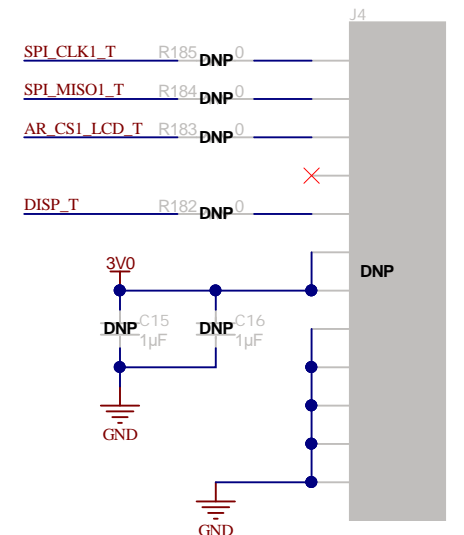 J4
SPI_CLK1_T R185 DNP 0
SPI_MISO1_T R184 DNP 0
AR_CS1_LCD_T R183 DNP 0
DISP_T R182 DNP 0
3V0
DNP
DNP C15 DNP C16
1µF 1µF
GND
GND